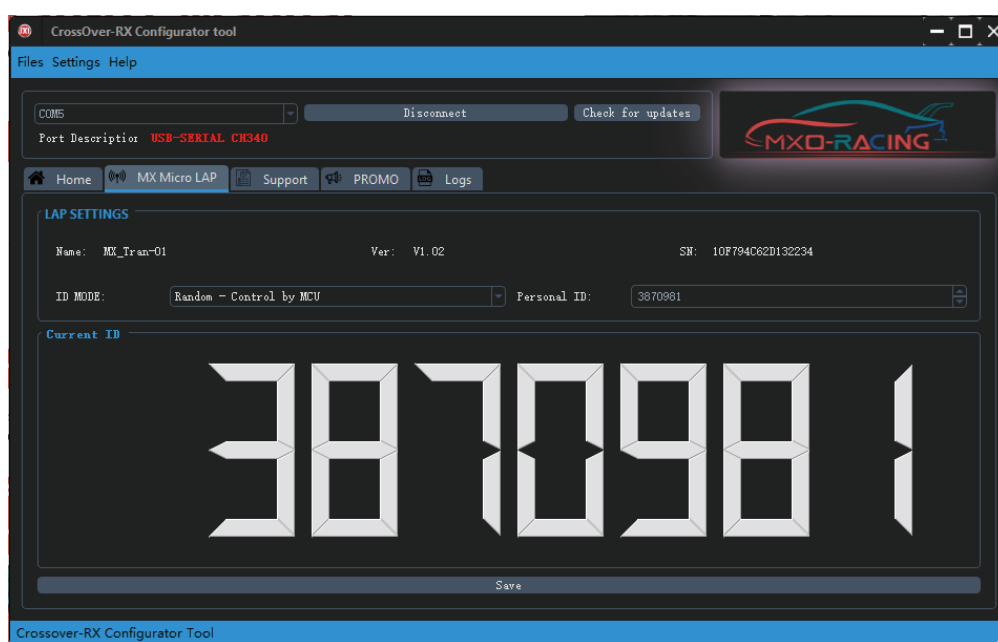 CrossOver-RX Configurator tool
Files Settings Help
COM5 Disconnect Check for updates
Port Description USB-SERIAL CH340
MXO-RACING
Home MX Micro LAP Support PROMO Logs
LAP SETTINGS
Name: MX_Tran-01 Ver: V1.02 SN: 10F794C62D132234
ID MODE: Random - Control by MCU Personal ID: 3870981
Current ID
3870981
Save
Crossover-RX Configurator Tool